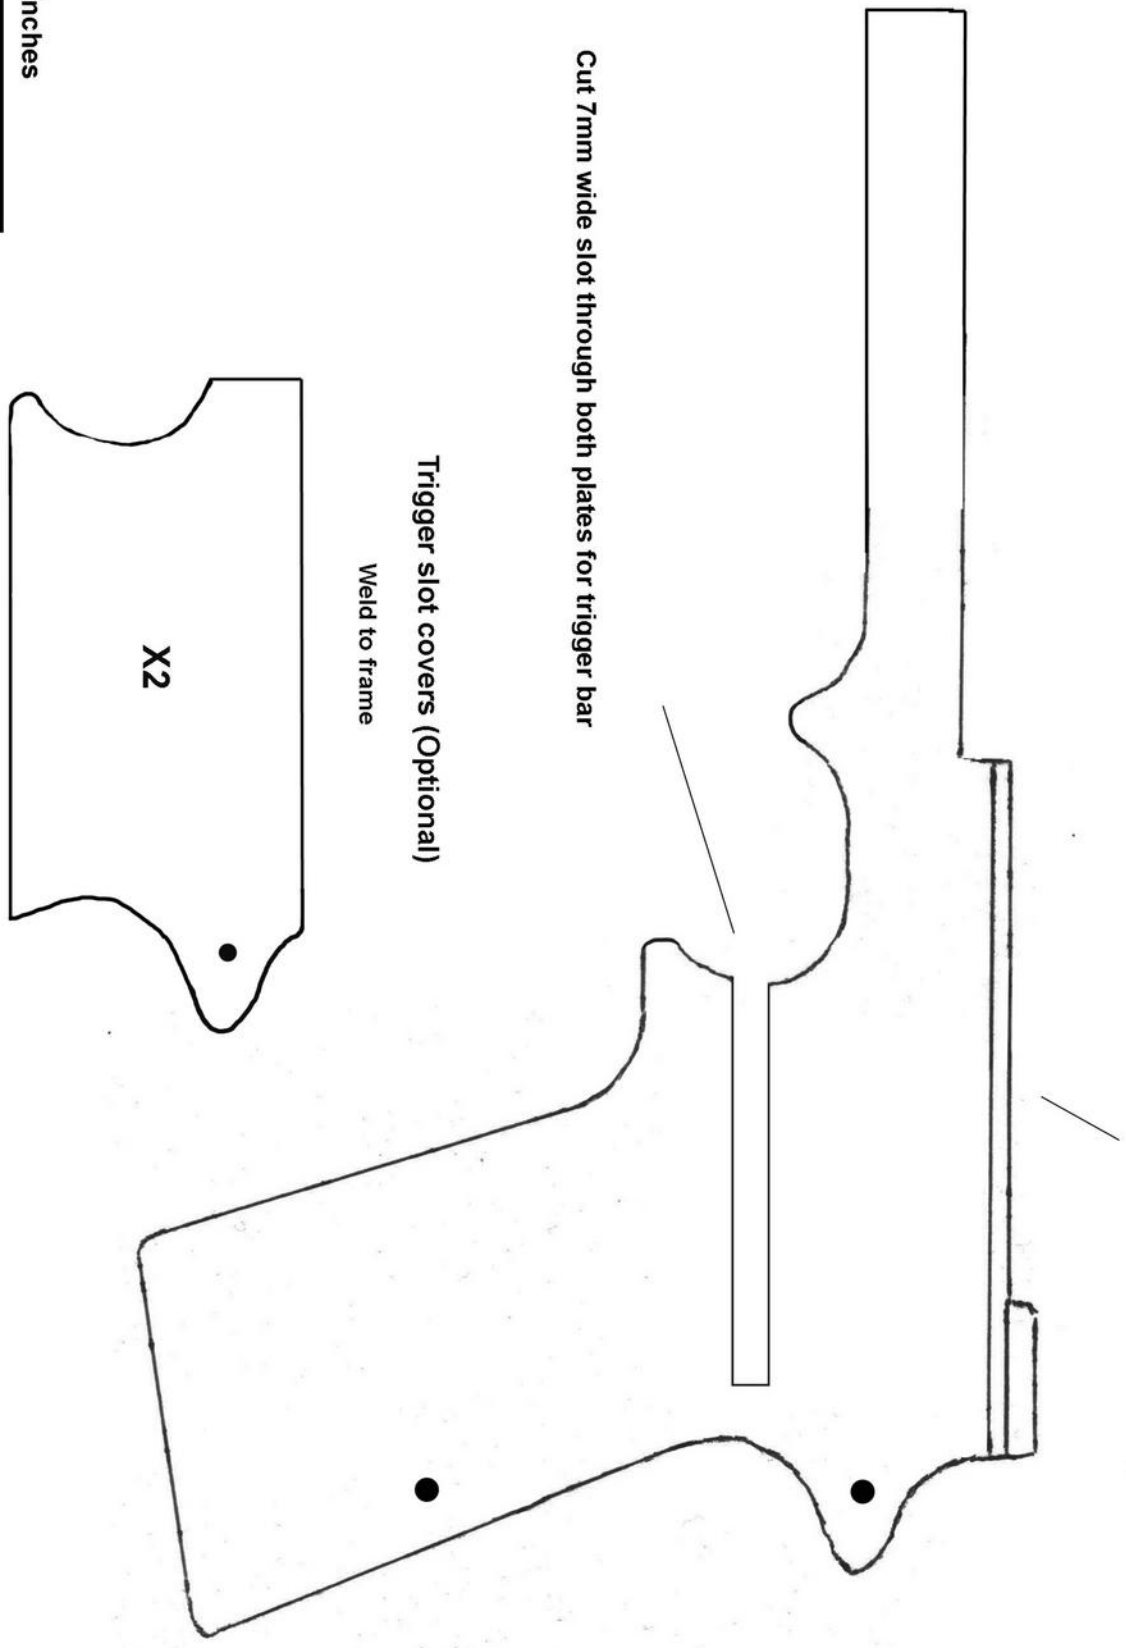 nches
Cut 7mm wide slot through both plates for trigger bar
Trigger slot covers (Optional)
Weld to frame
X2